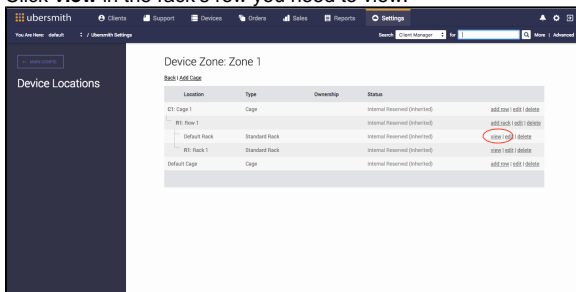 Click View in the rack's row you need to view.
ubersmith Clients Support Devices Orders Sales Reports Settings
You Are Here: default / Ubersmith Settings Search Client Manager for More | Advanced
Device Locations
Device Zone: Zone 1
Back | Add Cage
Location Type Ownership Status
C1: Cage 1 Cage Internal Reserved (Inherited) add row | edit | delete
R1: Row 1 Internal Reserved (Inherited) add rack | edit | delete
Default Rack Standard Rack Internal Reserved (Inherited) view | edit | delete
R1: Rack 1 Standard Rack Internal Reserved (Inherited) view | edit | delete
Default Cage Cage Internal Reserved (Inherited) add row | edit | delete